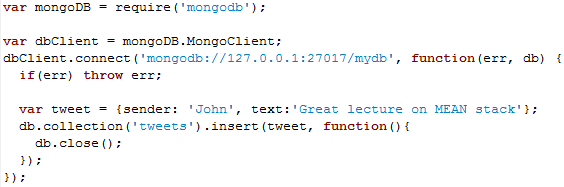 var mongoDB = require('mongodb');
var dbClient = mongoDB.MongoClient;
dbClient.connect('mongodb://127.0.0.1:27017/mydb', function(err, db) {
  if(err) throw err;
  var tweet = {sender: 'John', text:'Great lecture on MEAN stack'};
  db.collection('tweets').insert(tweet, function(){
    db.close();
  });
});